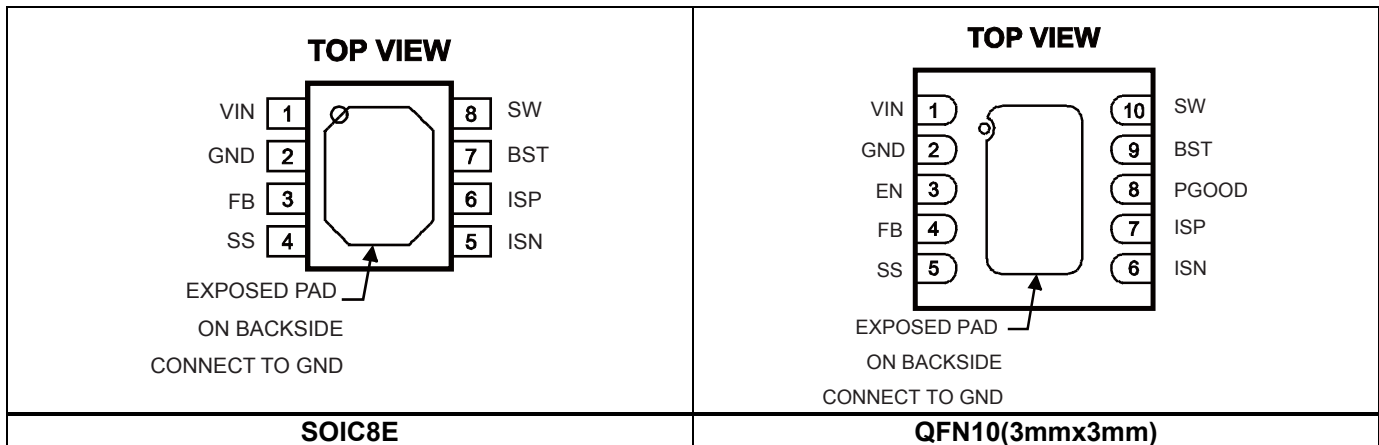 TOP VIEW
VIN 1
GND 2
FB 3
SS 4
8 SW
7 BST
6 ISP
5 ISN
EXPOSED PAD
ON BACKSIDE
CONNECT TO GND
SOIC8E
TOP VIEW
VIN 1
GND 2
EN 3
FB 4
SS 5
10 SW
9 BST
8 PGOOD
7 ISP
6 ISN
EXPOSED PAD
ON BACKSIDE
CONNECT TO GND
QFN10(3mmx3mm)